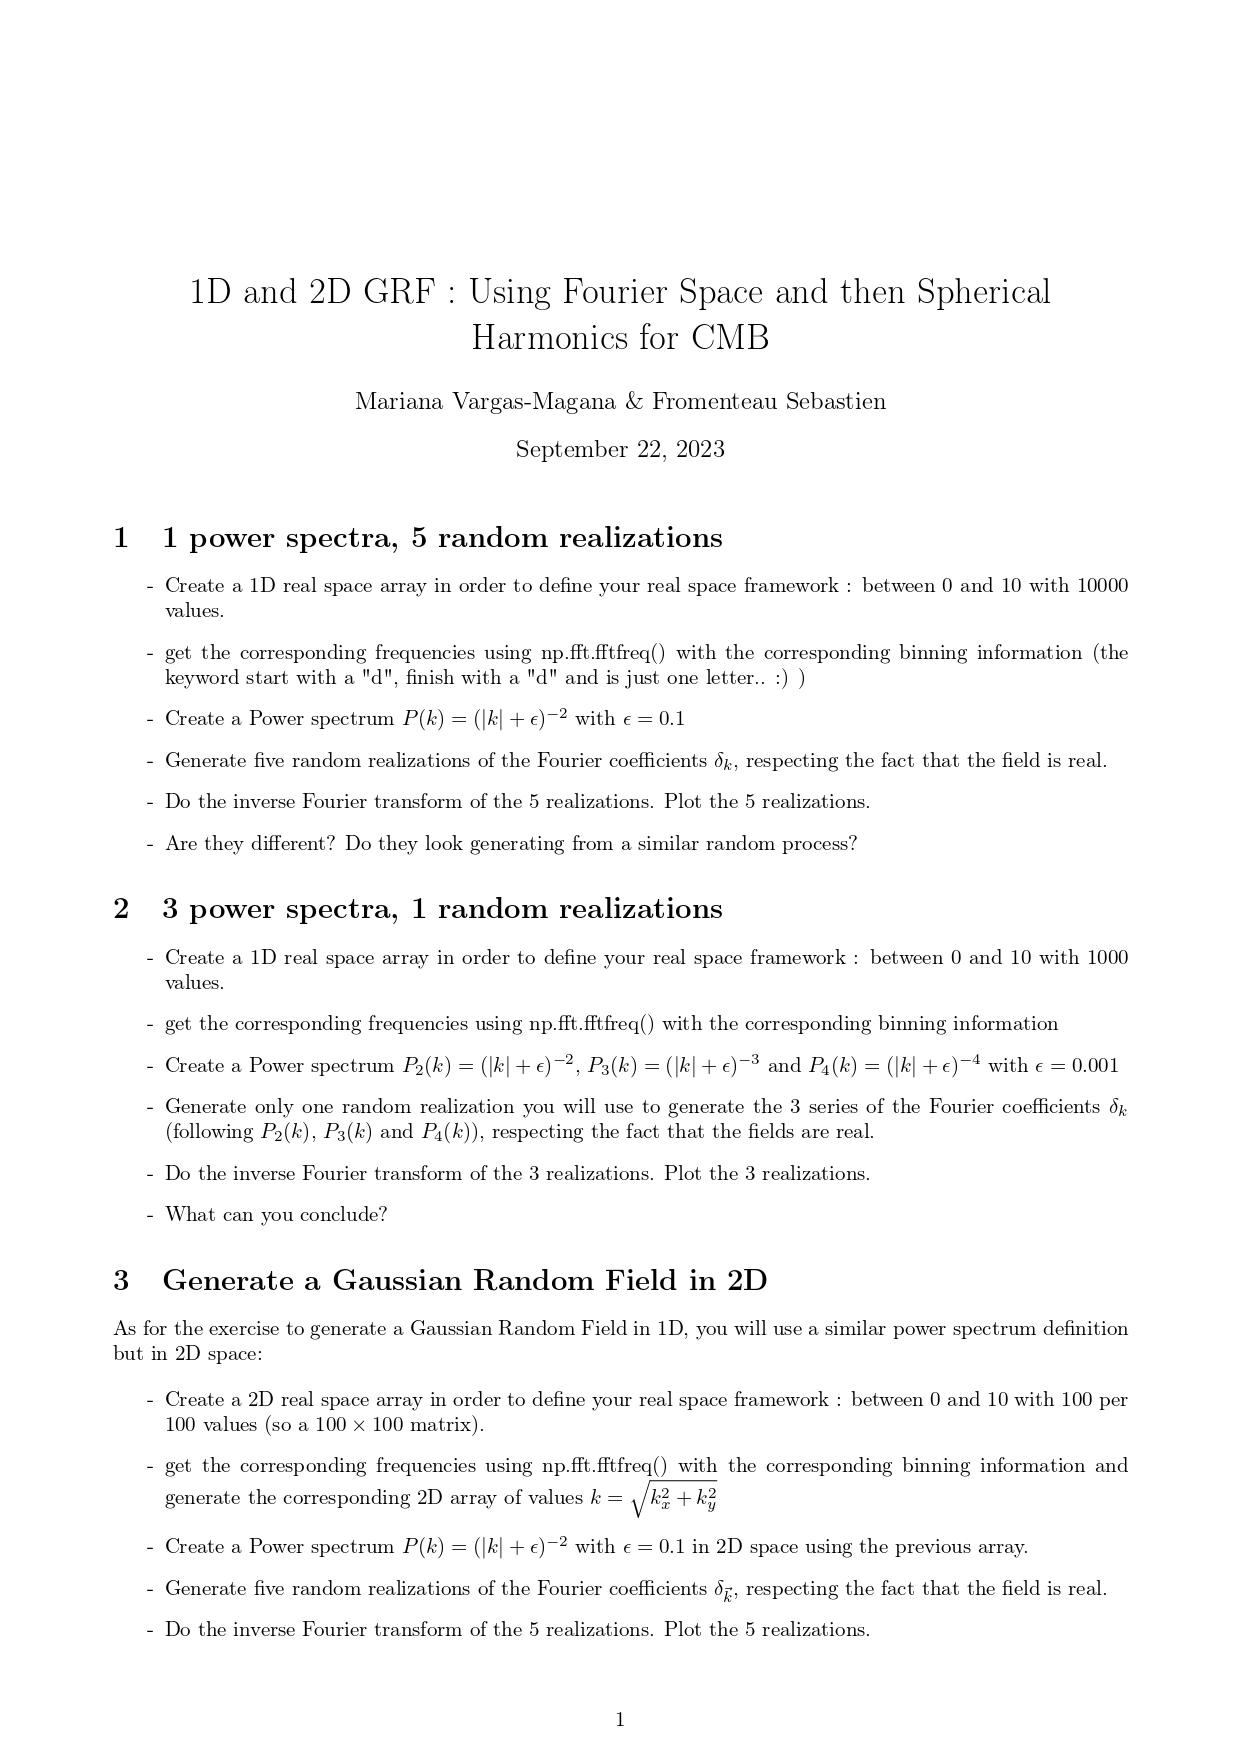 1D and 2D GRF : Using Fourier Space and then Spherical
Harmonics for CMB
Mariana Vargas-Magana & Fromenteau Sebastien
September 22, 2023
1 1 power spectra, 5 random realizations
- Create a 1D real space array in order to define your real space framework : between 0 and 10 with 10000
values.
- get the corresponding frequencies using np.fft.fftfreq() with the corresponding binning information (the
keyword start with a "d", finish with a "d" and is just one letter.. :) )
- Create a Power spectrum $P(k) = (|k| + \epsilon)^{-2}$ with $\epsilon = 0.1$
- Generate five random realizations of the Fourier coefficients $\delta_k$, respecting the fact that the field is real.
- Do the inverse Fourier transform of the 5 realizations. Plot the 5 realizations.
- Are they different? Do they look generating from a similar random process?
2 3 power spectra, 1 random realizations
- Create a 1D real space array in order to define your real space framework : between 0 and 10 with 1000
values.
- get the corresponding frequencies using np.fft.fftfreq() with the corresponding binning information
- Create a Power spectrum $P_2(k) = (|k| + \epsilon)^{-2}$, $P_3(k) = (|k| + \epsilon)^{-3}$ and $P_4(k) = (|k| + \epsilon)^{-4}$ with $\epsilon = 0.001$
- Generate only one random realization you will use to generate the 3 series of the Fourier coefficients $\delta_k$
(following $P_2(k)$, $P_3(k)$ and $P_4(k)$), respecting the fact that the fields are real.
- Do the inverse Fourier transform of the 3 realizations. Plot the 3 realizations.
- What can you conclude?
3 Generate a Gaussian Random Field in 2D
As for the exercise to generate a Gaussian Random Field in 1D, you will use a similar power spectrum definition
but in 2D space:
- Create a 2D real space array in order to define your real space framework : between 0 and 10 with 100 per
100 values (so a $100 \times 100$ matrix).
- get the corresponding frequencies using np.fft.fftfreq() with the corresponding binning information and
generate the corresponding 2D array of values $k = \sqrt{k_x^2 + k_y^2}$
- Create a Power spectrum $P(k) = (|k| + \epsilon)^{-2}$ with $\epsilon = 0.1$ in 2D space using the previous array.
- Generate five random realizations of the Fourier coefficients $\delta_{\vec{k}}$, respecting the fact that the field is real.
- Do the inverse Fourier transform of the 5 realizations. Plot the 5 realizations.
1